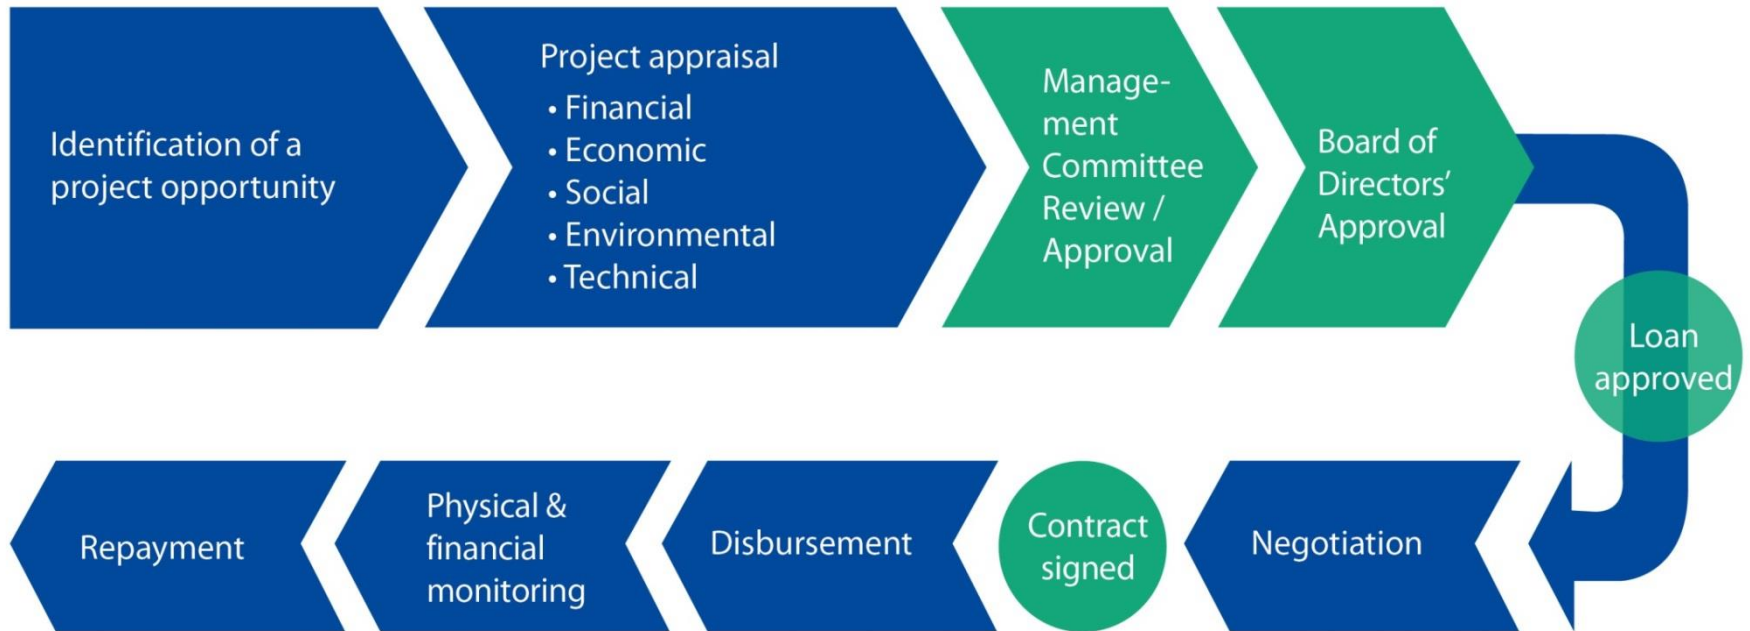 Identification of a
project opportunity
Project appraisal
• Financial
• Economic
• Social
• Environmental
• Technical
Manage-
ment
Committee
Review /
Approval
Board of
Directors’
Approval
Loan
approved
Negotiation
Contract
signed
Disbursement
Physical &
financial
monitoring
Repayment